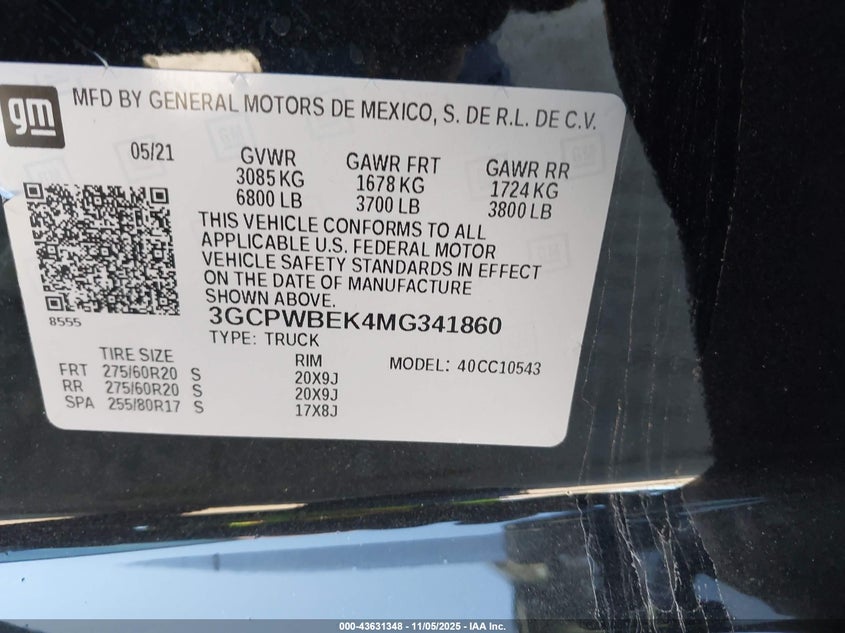 gm
MFD BY GENERAL MOTORS DE MEXICO, S. DE R.L. DE C.V.
05/21
GVWR
3085 KG
6800 LB
GAWR FRT
1678 KG
3700 LB
GAWR RR
1724 KG
3800 LB
THIS VEHICLE CONFORMS TO ALL
APPLICABLE U.S. FEDERAL MOTOR
VEHICLE SAFETY STANDARDS IN EFFECT
ON THE DATE OF MANUFACTURE
SHOWN ABOVE.
8555
3GCPWBEK4MG341860
TYPE: TRUCK
TIRE SIZE RIM MODEL: 40CC10543
FRT 275/60R20 S 20X9J
RR 275/60R20 S 20X9J
SPA 255/80R17 S 17X8J
000-43631348 - 11/05/2025 - IAA Inc.